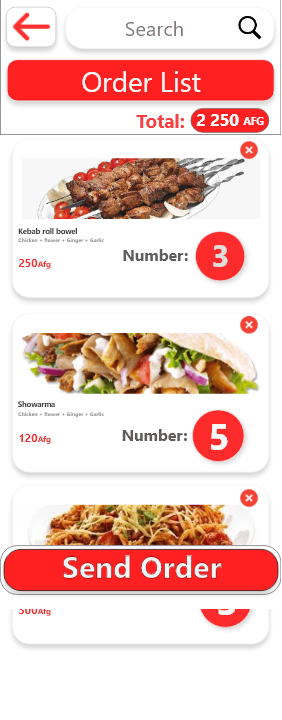 Search
Order List
Total: 2 250 AFG
Kebab roll bowel
Chicken + flower + Ginger + Garlic
250Afg
Number: 3
Showarma
Chicken + flower + Ginger + Garlic
120Afg
Number: 5
Send Order
300Afg